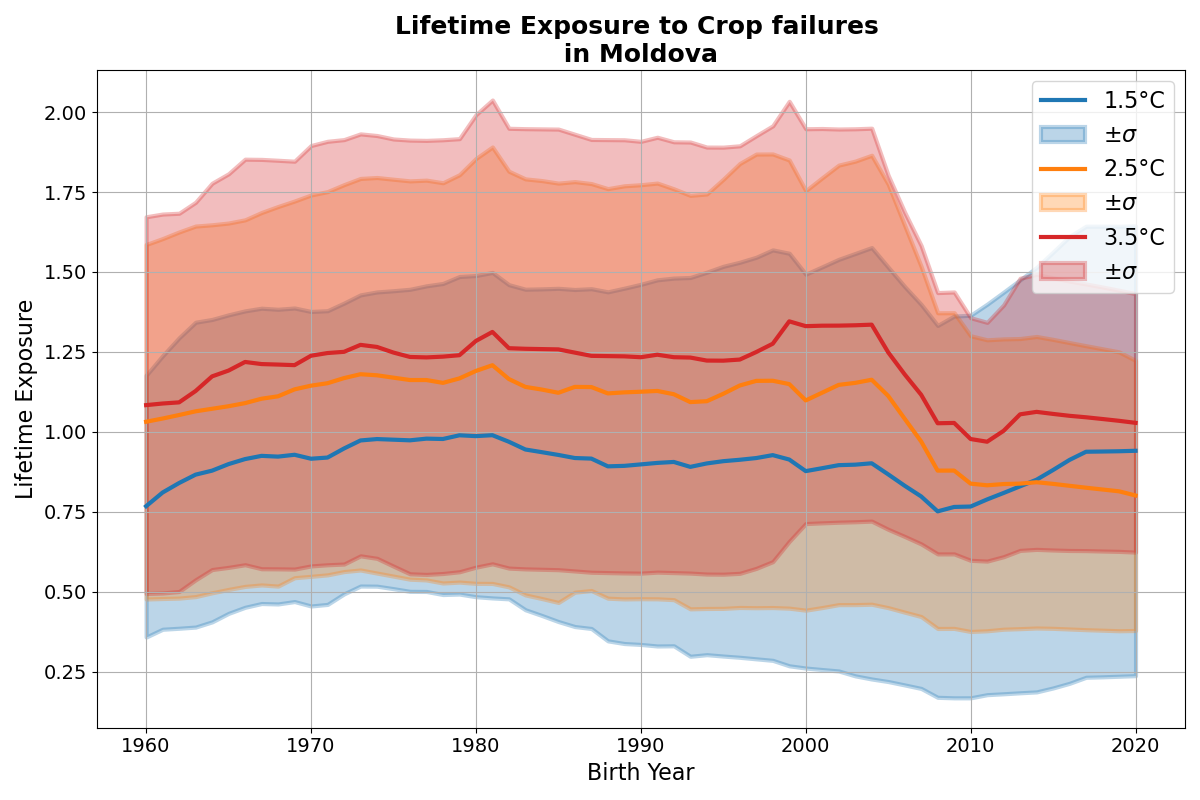 Lifetime Exposure to Crop failures
in Moldova
Lifetime Exposure
2.00
1.75
1.50
1.25
1.00
0.75
0.50
0.25
1960
1970
1980
1990
2000
2010
2020
Birth Year
1.5°C
±σ
2.5°C
±σ
3.5°C
±σ